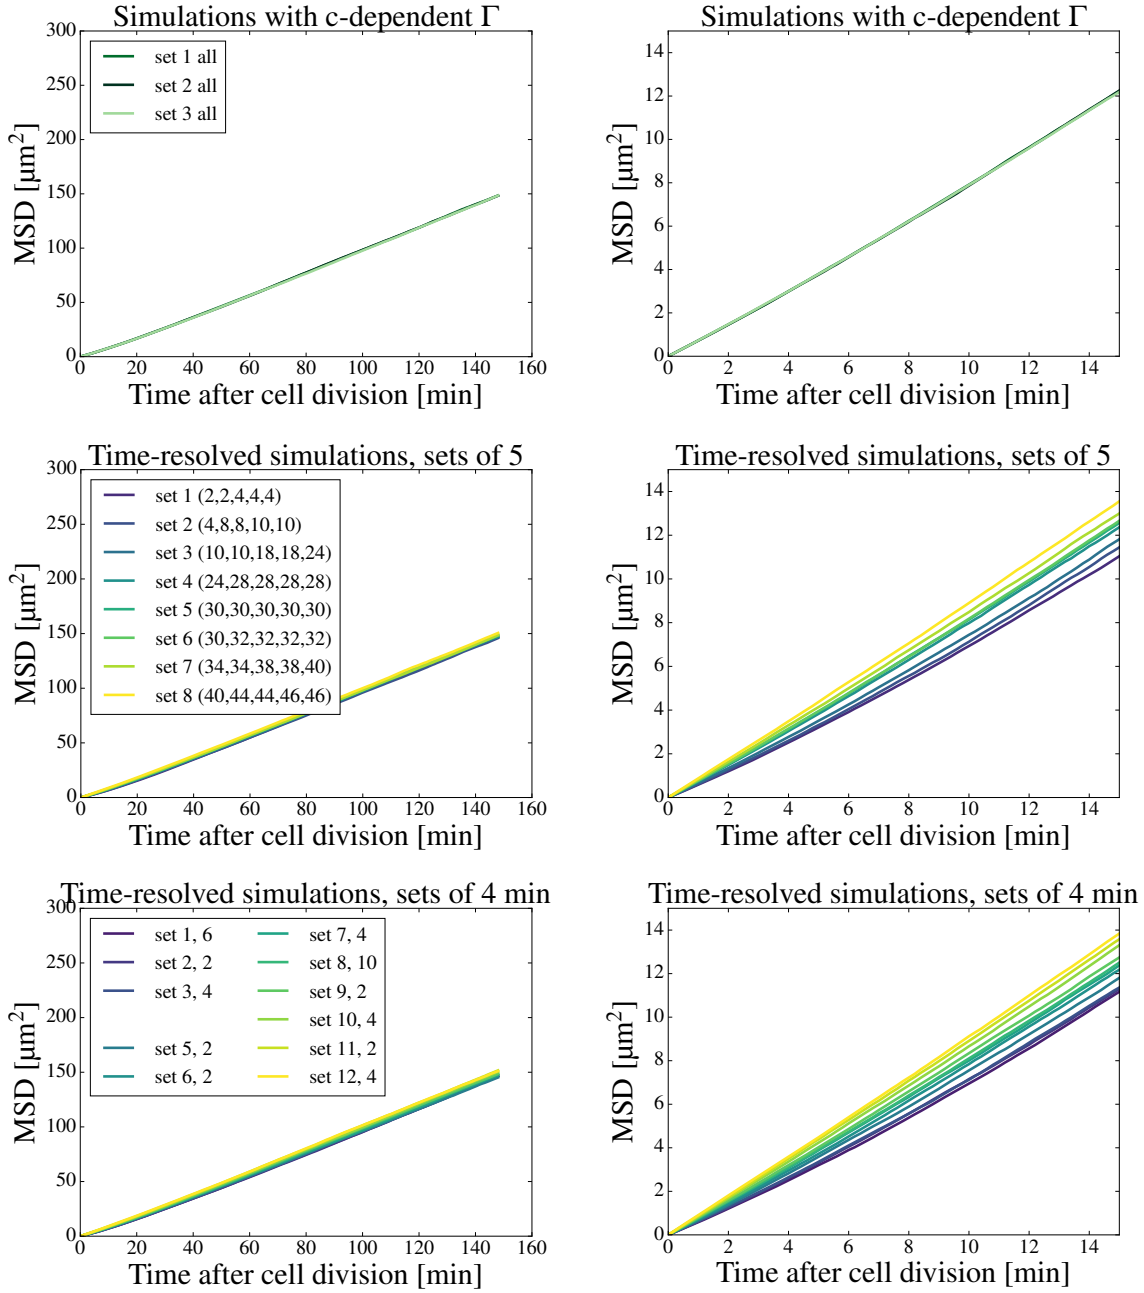 Simulations with c-dependent Γ
300
250
200
150
100
50
0
MSD [µm²]
set 1 all
set 2 all
set 3 all
0 20 40 60 80 100 120 140 160
Time after cell division [min]
Simulations with c-dependent Γ
14
12
10
8
6
4
2
0
MSD [µm²]
0 2 4 6 8 10 12 14
Time after cell division [min]
Time-resolved simulations, sets of 5
300
250
200
150
100
50
0
MSD [µm²]
set 1 (2,2,4,4,4)
set 2 (4,8,8,10,10)
set 3 (10,10,18,18,24)
set 4 (24,28,28,28,28)
set 5 (30,30,30,30,30)
set 6 (30,32,32,32,32)
set 7 (34,34,38,38,40)
set 8 (40,44,44,46,46)
0 20 40 60 80 100 120 140 160
Time after cell division [min]
Time-resolved simulations, sets of 5
14
12
10
8
6
4
2
0
MSD [µm²]
0 2 4 6 8 10 12 14
Time after cell division [min]
Time-resolved simulations, sets of 4 min
300
250
200
150
100
50
0
MSD [µm²]
set 1, 6
set 2, 2
set 3, 4
set 5, 2
set 6, 2
set 7, 4
set 8, 10
set 9, 2
set 10, 4
set 11, 2
set 12, 4
0 20 40 60 80 100 120 140 160
Time after cell division [min]
Time-resolved simulations, sets of 4 min
14
12
10
8
6
4
2
0
MSD [µm²]
0 2 4 6 8 10 12 14
Time after cell division [min]